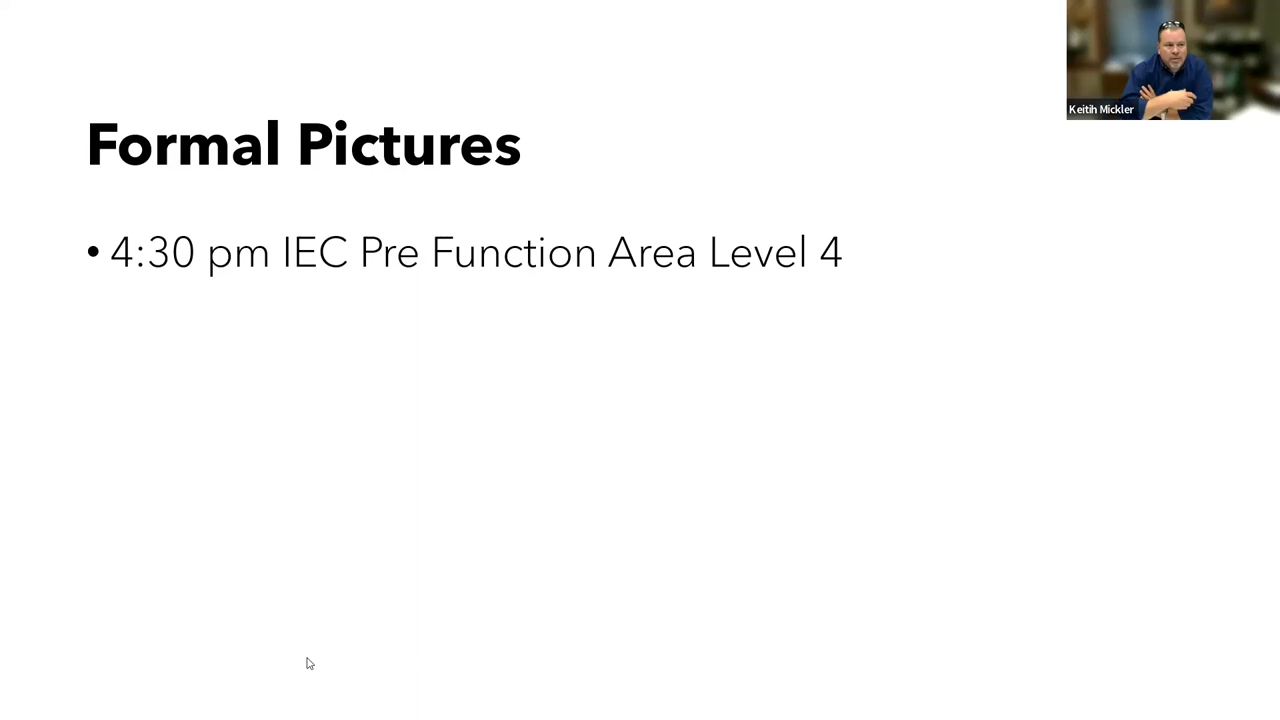 Keitih Mickler
Formal Pictures
• 4:30 pm IEC Pre Function Area Level 4